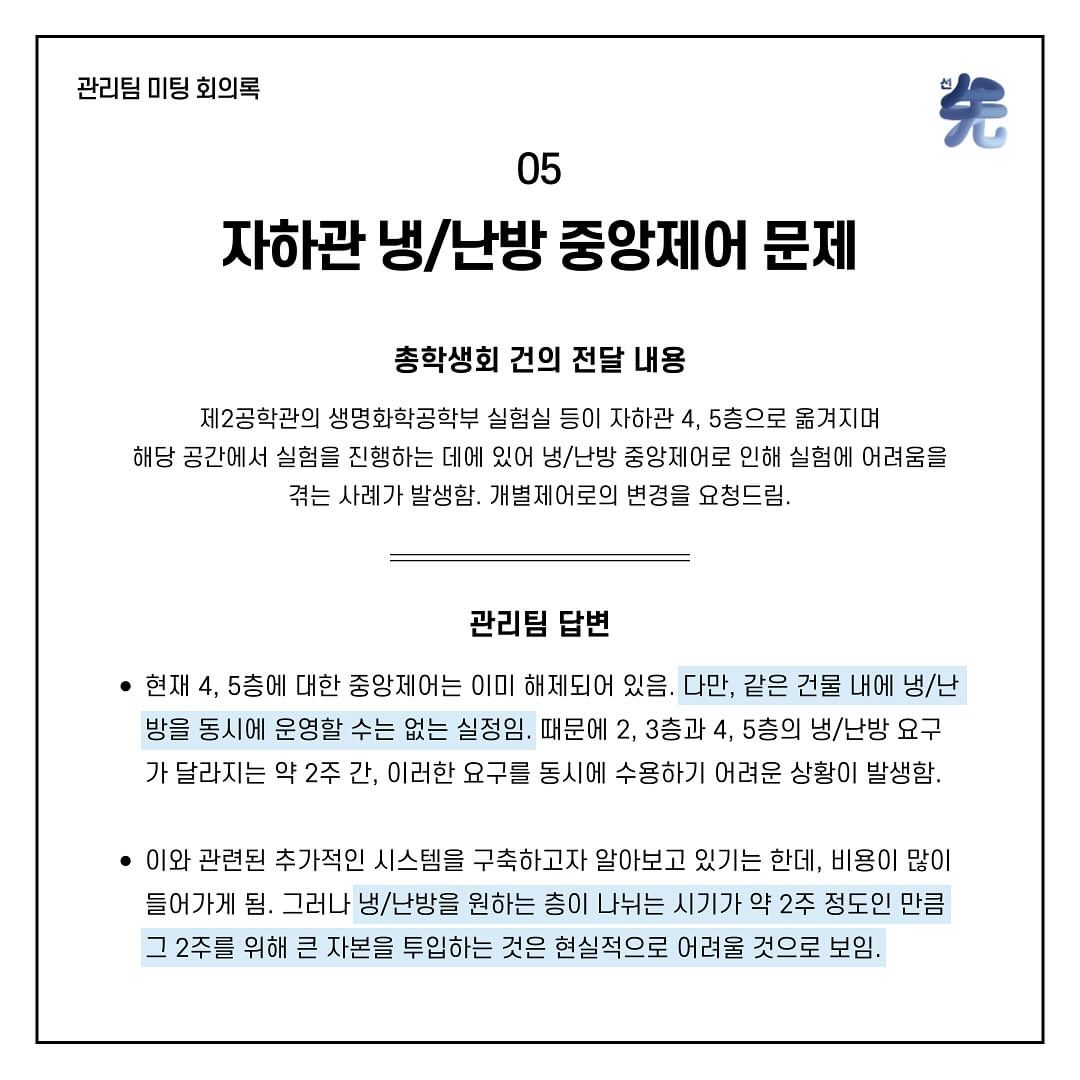 관리팀 미팅 회의록
선
先
05
자하관 냉/난방 중앙제어 문제
총학생회 건의 전달 내용
제2공학관의 생명화학공학부 실험실 등이 자하관 4, 5층으로 옮겨지며
해당 공간에서 실험을 진행하는 데에 있어 냉/난방 중앙제어로 인해 실험에 어려움을
겪는 사례가 발생함. 개별제어로의 변경을 요청드림.
관리팀 답변
• 현재 4, 5층에 대한 중앙제어는 이미 해제되어 있음. 다만, 같은 건물 내에 냉/난
방을 동시에 운영할 수는 없는 실정임. 때문에 2, 3층과 4, 5층의 냉/난방 요구
가 달라지는 약 2주 간, 이러한 요구를 동시에 수용하기 어려운 상황이 발생함.
• 이와 관련된 추가적인 시스템을 구축하고자 알아보고 있기는 한데, 비용이 많이
들어가게 됨. 그러나 냉/난방을 원하는 층이 나뉘는 시기가 약 2주 정도인 만큼
그 2주를 위해 큰 자본을 투입하는 것은 현실적으로 어려울 것으로 보임.